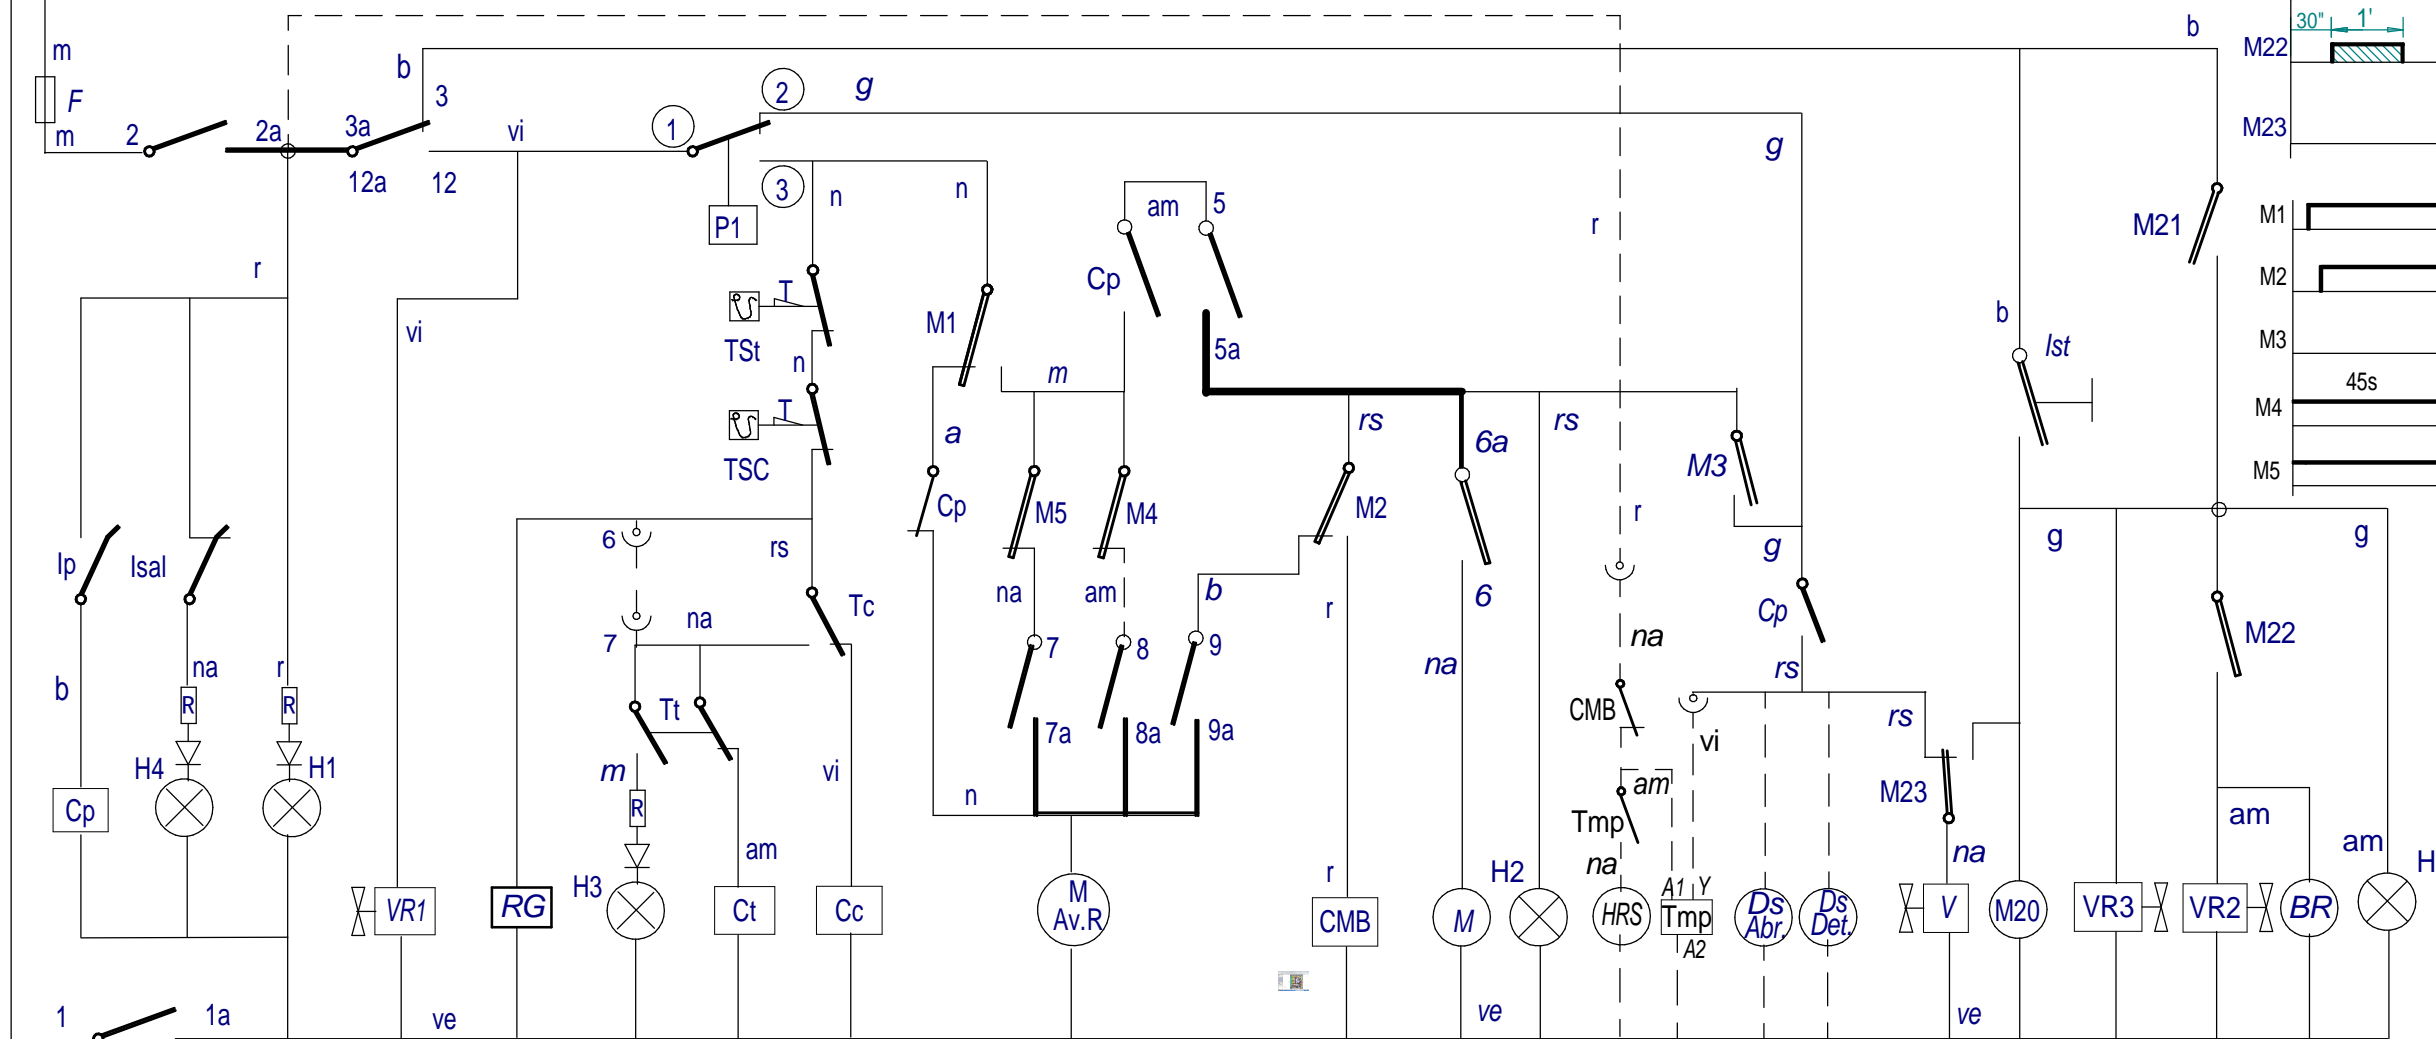 30" 1'
m b b M22
F 3 g 2
m 2 2a 3a vi 1 M23
12a 12 3 n n am 5 M1
P1 r M21
r Cp M2
vi T M1 b Ist M3
TSt 5a
n m 45s
M4
T a rs 6a rs M3
TSC M5
Cp M5 M4 M2 r
6 rs g g g
Ip Isal na am b 6 M22
Tc r Cp
7 na 7 8 9 na
b na r na rs
R R Tt CMB rs
7a 8a 9a vi
H4 H1 m vi am M23
Cp R n Tmp am
am na na am
H3 r H2 A1 Y H
VR1 RG Ct Cc M Av.R CMB M HRS Tmp Ds Abr. Ds Det. V M20 VR3 VR2 BR
A2
1 1a ve ve ve